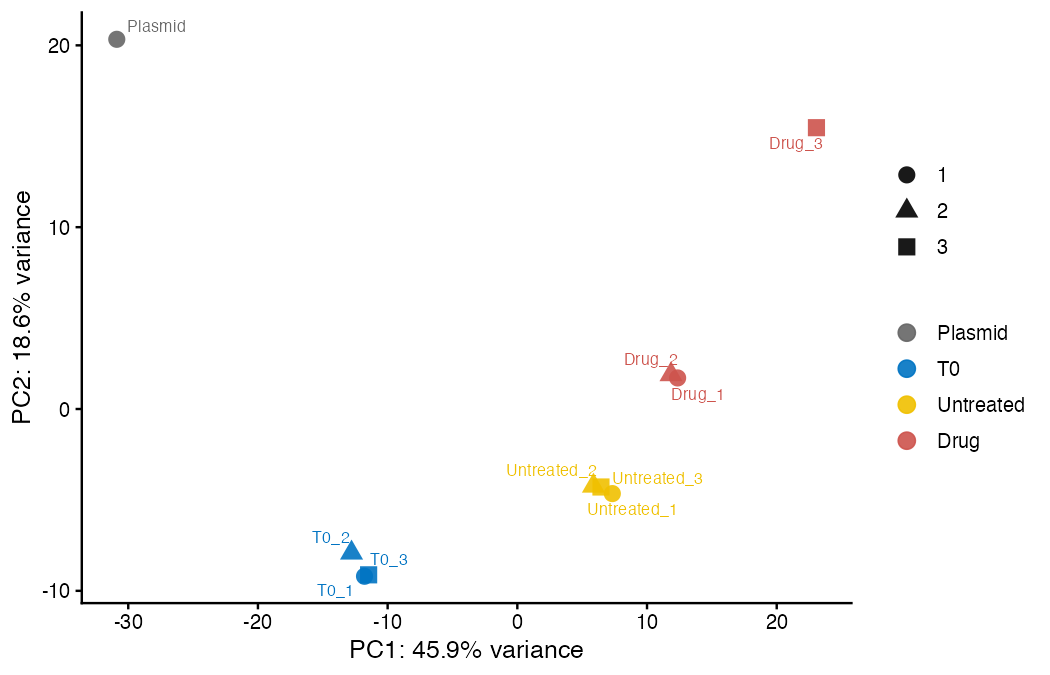 Plasmid
20
Drug_3
10
Drug_2
Drug_1
0
Untreated_2
Untreated_3
Untreated_1
T0_2
T0_3
T0_1
-10
-30 -20 -10 0 10 20
PC1: 45.9% variance
PC2: 18.6% variance
1
2
3
Plasmid
T0
Untreated
Drug